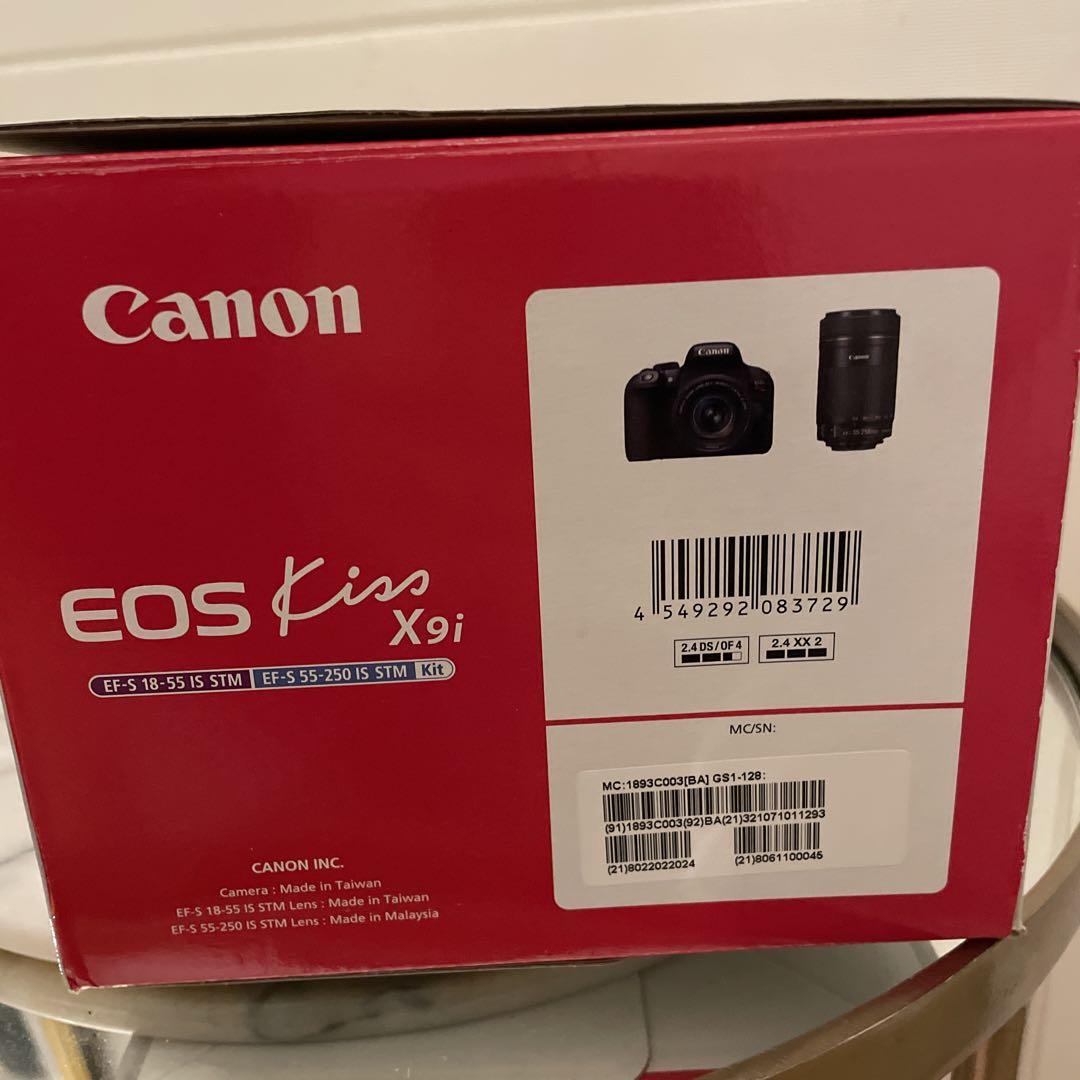 Canon
EOS Kiss
X9i
EF-S 18-55 IS STM EF-S 55-250 IS STM Kit
CANON INC.
Camera : Made in Taiwan
EF-S 18-55 IS STM Lens : Made in Taiwan
EF-S 55-250 IS STM Lens : Made in Malaysia
Canon
Canon
4 549292 083729
2.4 DS/OF 4
2.4 XX 2
MC/SN:
MC:1893C003[BA] GS1-128:
(91)1893C003(92)BA(21)321071011293
(21)8022022024
(21)8061100045